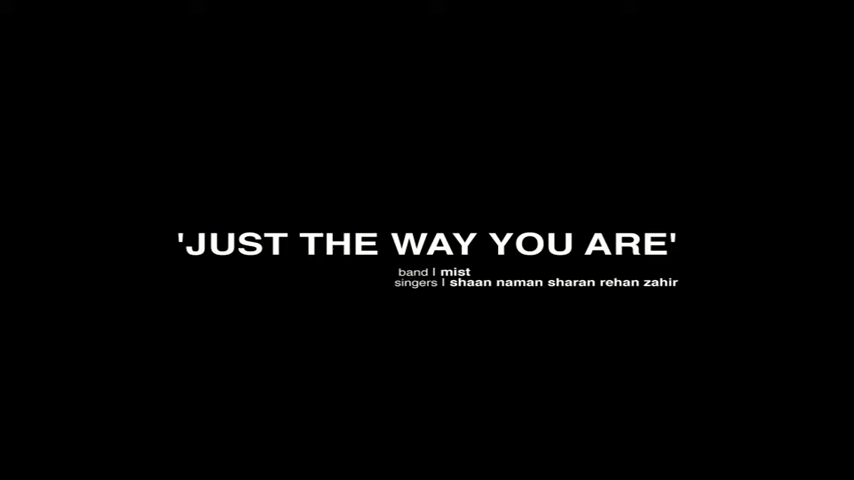 'JUST THE WAY YOU ARE'
band | mist
singers | shaan naman sharan rehan zahir